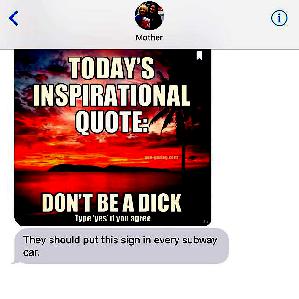 Mother
TODAY'S
INSPIRATIONAL
QUOTE:
DON'T BE A DICK
Type 'yes' if you agree
They should put this sign in every subway
car.